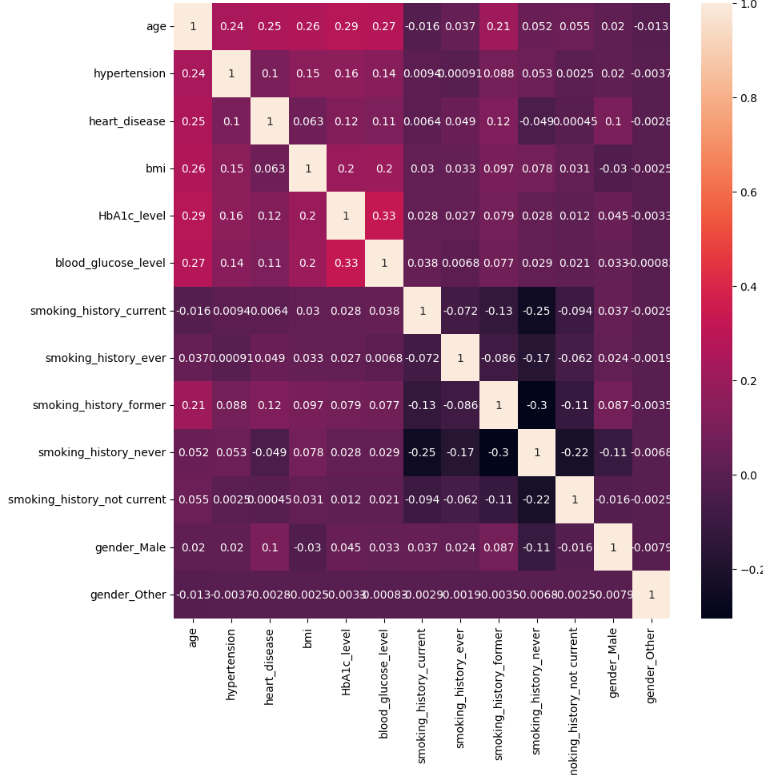 age 1 0.24 0.25 0.26 0.29 0.27 -0.016 0.037 0.21 0.052 0.055 0.02 -0.013
hypertension 0.24 1 0.1 0.15 0.16 0.14 0.0094 0.00091 0.088 0.053 0.0025 0.02 -0.0037
heart_disease 0.25 0.1 1 0.063 0.12 0.11 0.0064 0.049 0.12 -0.049 0.00045 0.1 -0.0028
bmi 0.26 0.15 0.063 1 0.2 0.2 0.03 0.033 0.097 0.078 0.031 -0.03 -0.0025
HbA1c_level 0.29 0.16 0.12 0.2 1 0.33 0.028 0.027 0.079 0.028 0.012 0.045 -0.0033
blood_glucose_level 0.27 0.14 0.11 0.2 0.33 1 0.038 0.0068 0.077 0.029 0.021 0.033 -0.00083
smoking_history_current -0.016 0.0094 0.0064 0.03 0.028 0.038 1 -0.072 -0.13 -0.25 -0.094 0.037 -0.0029
smoking_history_ever 0.037 0.00091 0.049 0.033 0.027 0.0068 -0.072 1 -0.086 -0.17 -0.062 0.024 -0.0019
smoking_history_former 0.21 0.088 0.12 0.097 0.079 0.077 -0.13 -0.086 1 -0.3 -0.11 0.087 -0.0035
smoking_history_never 0.052 0.053 -0.049 0.078 0.028 0.029 -0.25 -0.17 -0.3 1 -0.22 -0.11 -0.0068
smoking_history_not current 0.055 0.0025 0.00045 0.031 0.012 0.021 -0.094 -0.062 -0.11 -0.22 1 -0.016 -0.0025
gender_Male 0.02 0.02 0.1 -0.03 0.045 0.033 0.037 0.024 0.087 -0.11 -0.016 1 -0.0079
gender_Other -0.013 -0.0037 -0.0028 -0.0025 -0.0033 -0.00083 -0.0029 -0.0019 -0.0035 -0.0068 -0.0025 -0.0079 1
age
hypertension
heart_disease
bmi
HbA1c_level
blood_glucose_level
smoking_history_current
smoking_history_ever
smoking_history_former
smoking_history_never
noking_history_not current
gender_Male
gender_Other
1.0
0.8
0.6
0.4
0.2
0.0
−0.2